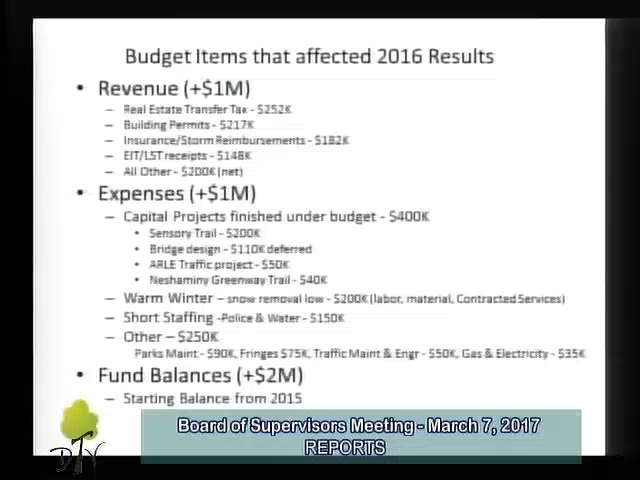 Budget Items that affected 2016 Results
• Revenue (+$1M)
– Real Estate Transfer Tax - $252K
– Building Permits - $217K
– Insurance/Storm Reimbursements - $182K
– EIT/LST receipts - $148K
– All Other - $200K (net)
• Expenses (+$1M)
– Capital Projects finished under budget - $400K
• Sensory Trail - $200K
• Bridge design - $110K deferred
• ARLE Traffic project - $50K
• Neshaminy Greenway Trail - $40K
– Warm Winter – snow removal low - $200K (labor, material, Contracted Services)
– Short Staffing -Police & Water - $150K
– Other – $250K
Parks Maint - $90K, Fringes $75K, Traffic Maint & Engr - $50K, Gas & Electricity - $35K
• Fund Balances (+$2M)
– Starting Balance from 2015
DTV
Board of Supervisors Meeting - March 7, 2017
REPORTS